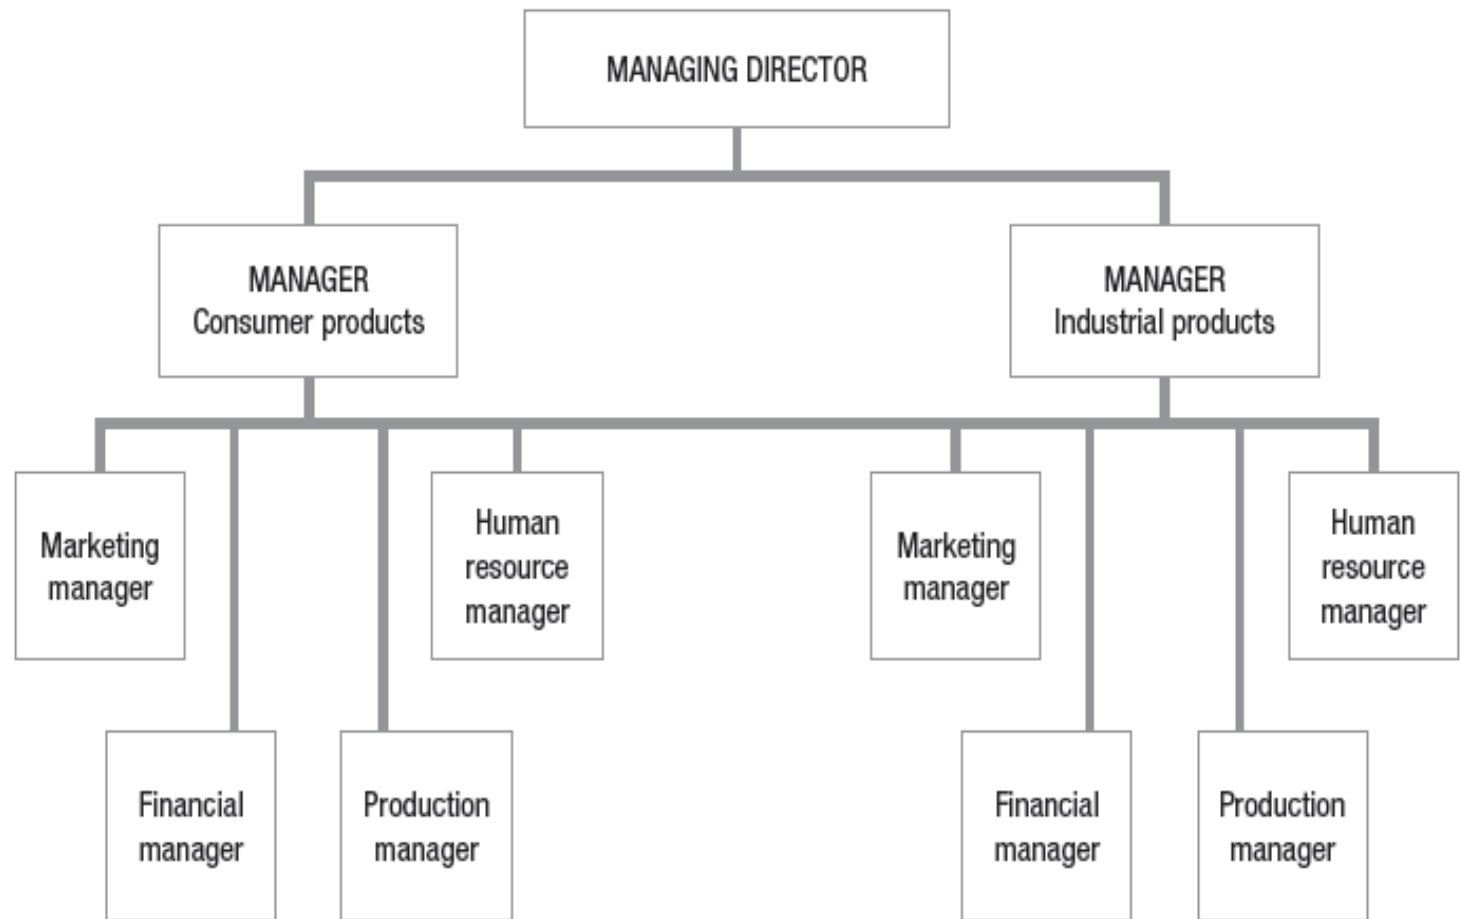 MANAGING DIRECTOR
MANAGER
Consumer products
MANAGER
Industrial products
Marketing
manager
Human
resource
manager
Marketing
manager
Human
resource
manager
Financial
manager
Production
manager
Financial
manager
Production
manager